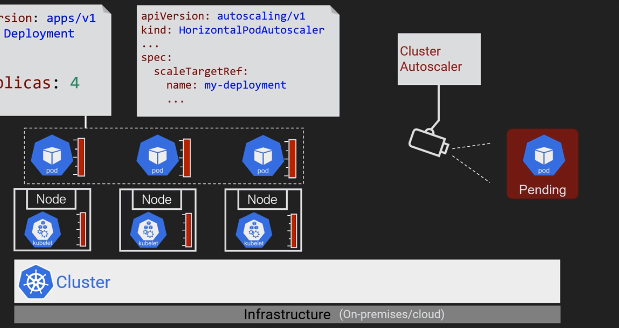 rsion: apps/v1
Deployment
plicas: 4
apiVersion: autoscaling/v1
kind: HorizontalPodAutoscaler
...
spec:
scaleTargetRef:
name: my-deployment
...
Cluster
Autoscaler
pod
pod
pod
pod
Pending
Node
Node
Node
kubelet
kubelet
kubelet
Cluster
Infrastructure (On-premises/cloud)